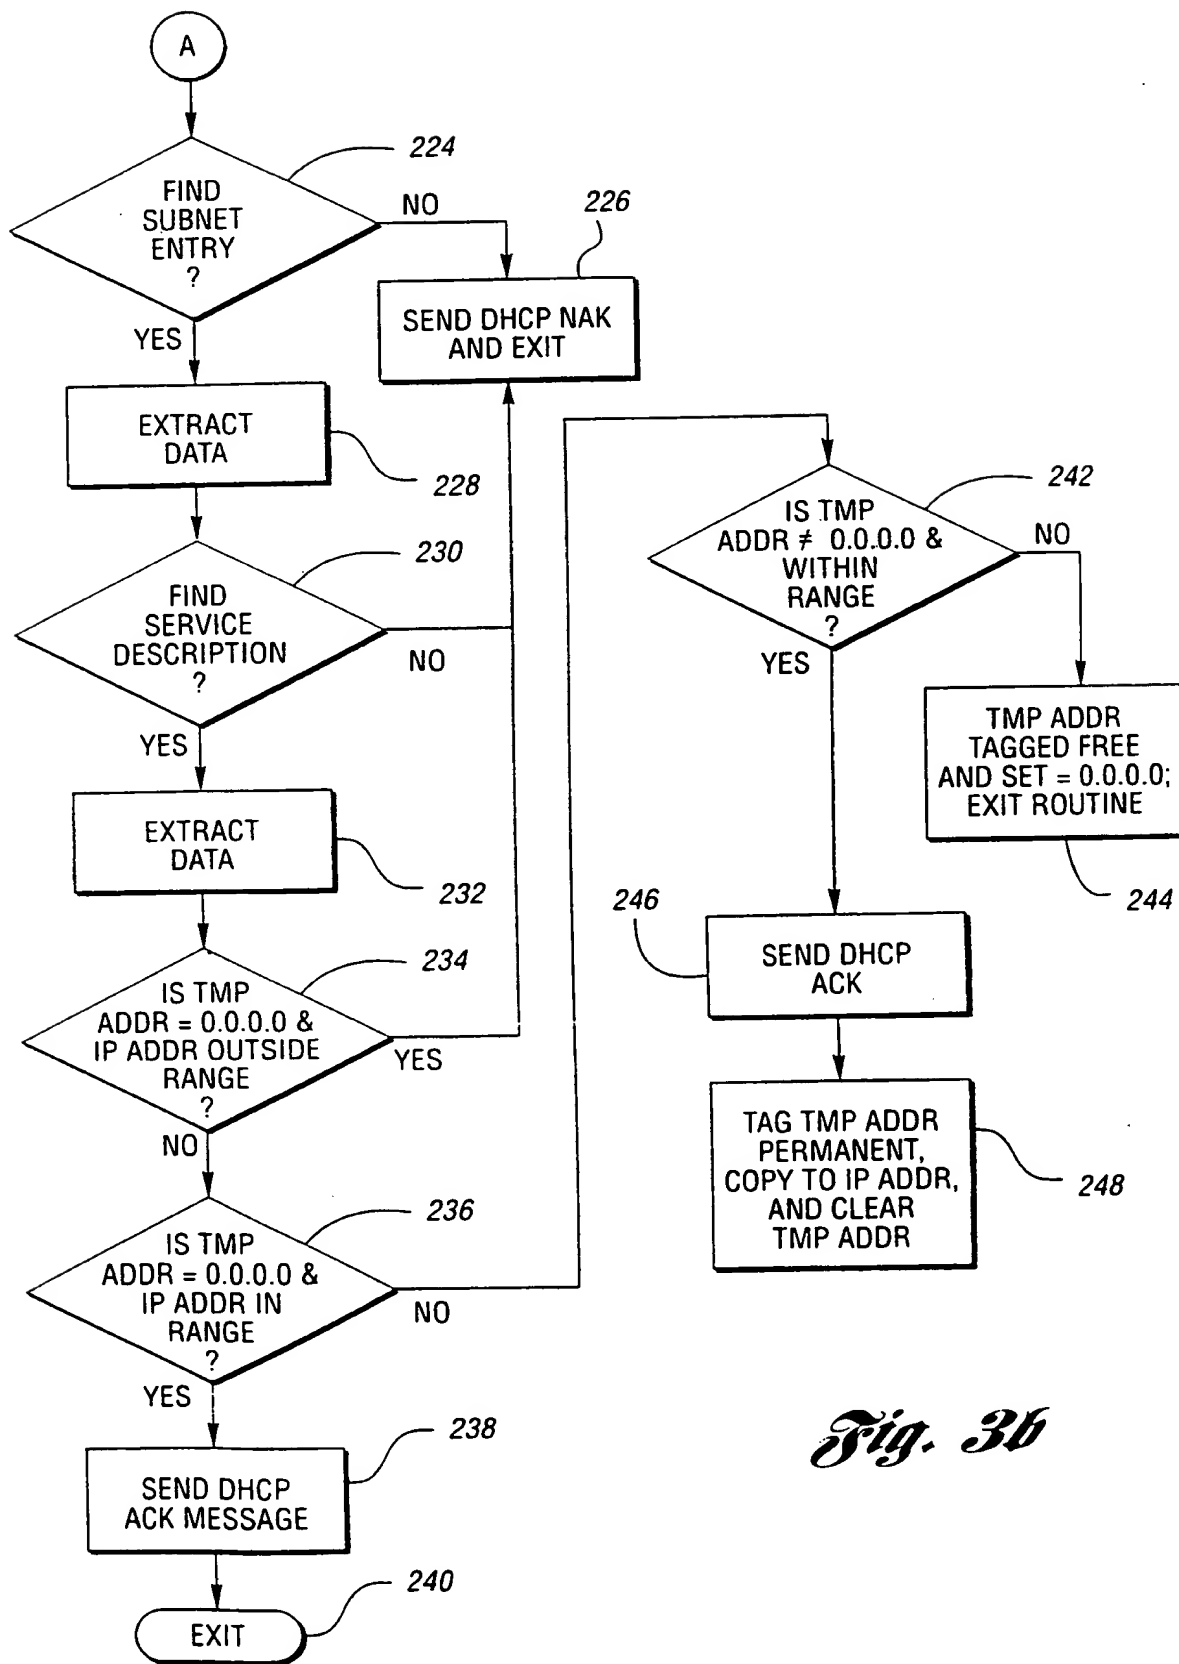 A
224
FIND
SUBNET
ENTRY
?
NO
YES
226
SEND DHCP NAK
AND EXIT
EXTRACT
DATA
228
230
FIND
SERVICE
DESCRIPTION
?
NO
YES
EXTRACT
DATA
232
234
IS TMP
ADDR = 0.0.0.0 &
IP ADDR OUTSIDE
RANGE
?
YES
NO
236
IS TMP
ADDR = 0.0.0.0 &
IP ADDR IN
RANGE
?
NO
YES
238
SEND DHCP
ACK MESSAGE
240
EXIT
242
IS TMP
ADDR ≠ 0.0.0.0 &
WITHIN
RANGE
?
NO
YES
TMP ADDR
TAGGED FREE
AND SET = 0.0.0.0;
EXIT ROUTINE
244
246
SEND DHCP
ACK
TAG TMP ADDR
PERMANENT,
COPY TO IP ADDR,
AND CLEAR
TMP ADDR
248
Fig. 3b